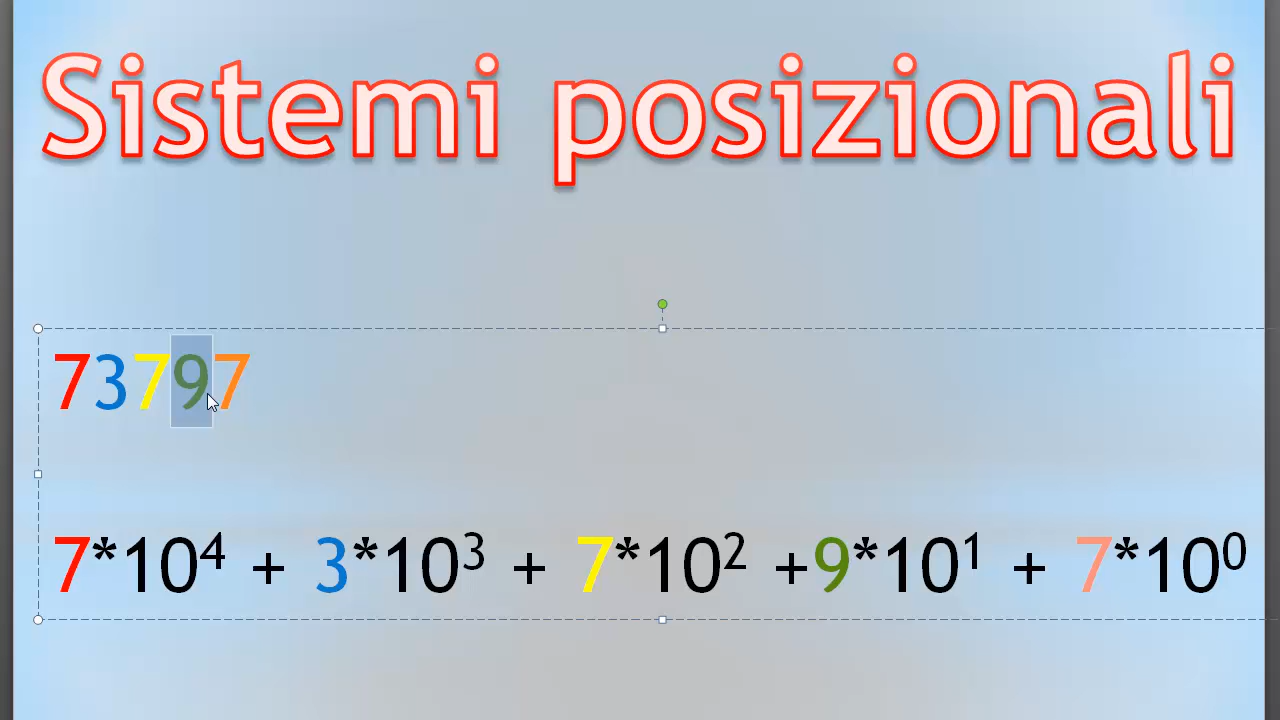 Sistemi posizionali
73797
7*10⁴ + 3*10³ + 7*10² +9*10¹ + 7*10⁰